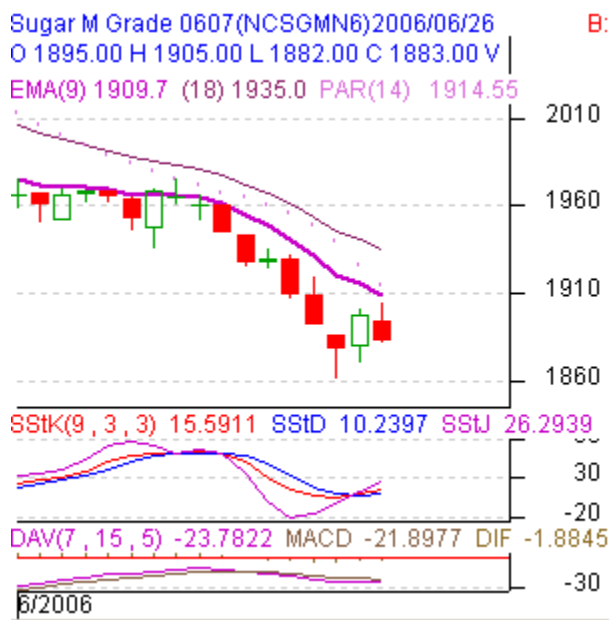 Sugar M Grade 0607(NCSGMN6)2006/06/26 B:
O 1895.00 H 1905.00 L 1882.00 C 1883.00 V
EMA(9) 1909.7 (18) 1935.0 PAR(14) 1914.55
2010
1960
1910
1860
SStK(9 , 3 , 3) 15.5911 SStD 10.2397 SStJ 26.2939
30
-20
DAV(7 , 15 , 5) -23.7822 MACD -21.8977 DIF -1.8845
-30
6/2006